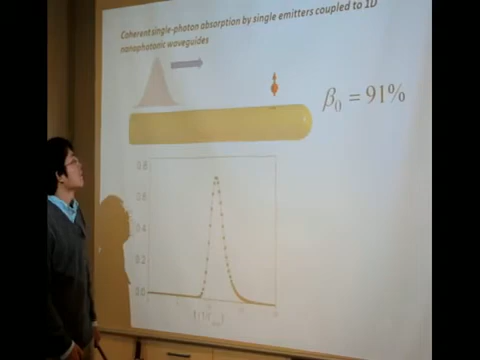 Coherent single-photon absorption by single emitters coupled to 1D
nanophotonic waveguides
β₀ = 91%
0.8
0.6
0.4
0.2
0.0